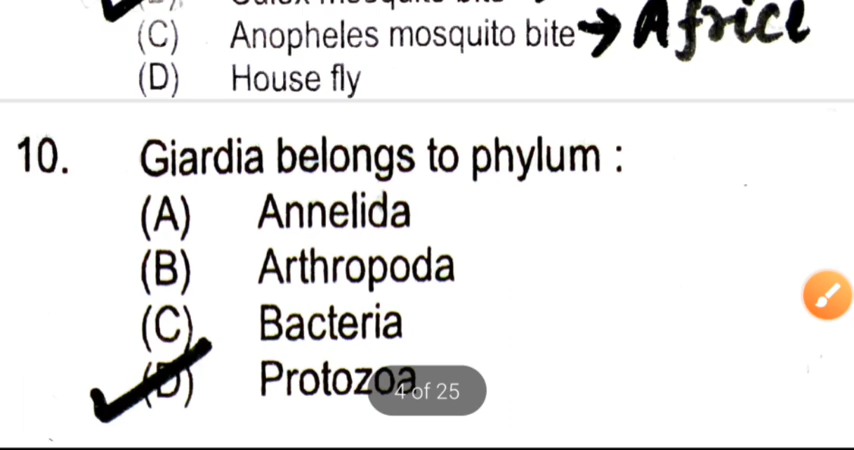 (C) Anopheles mosquito bite → Africe
(D) House fly
10. Giardia belongs to phylum :
(A) Annelida
(B) Arthropoda
(C) Bacteria
(D) Protozoa
4 of 25